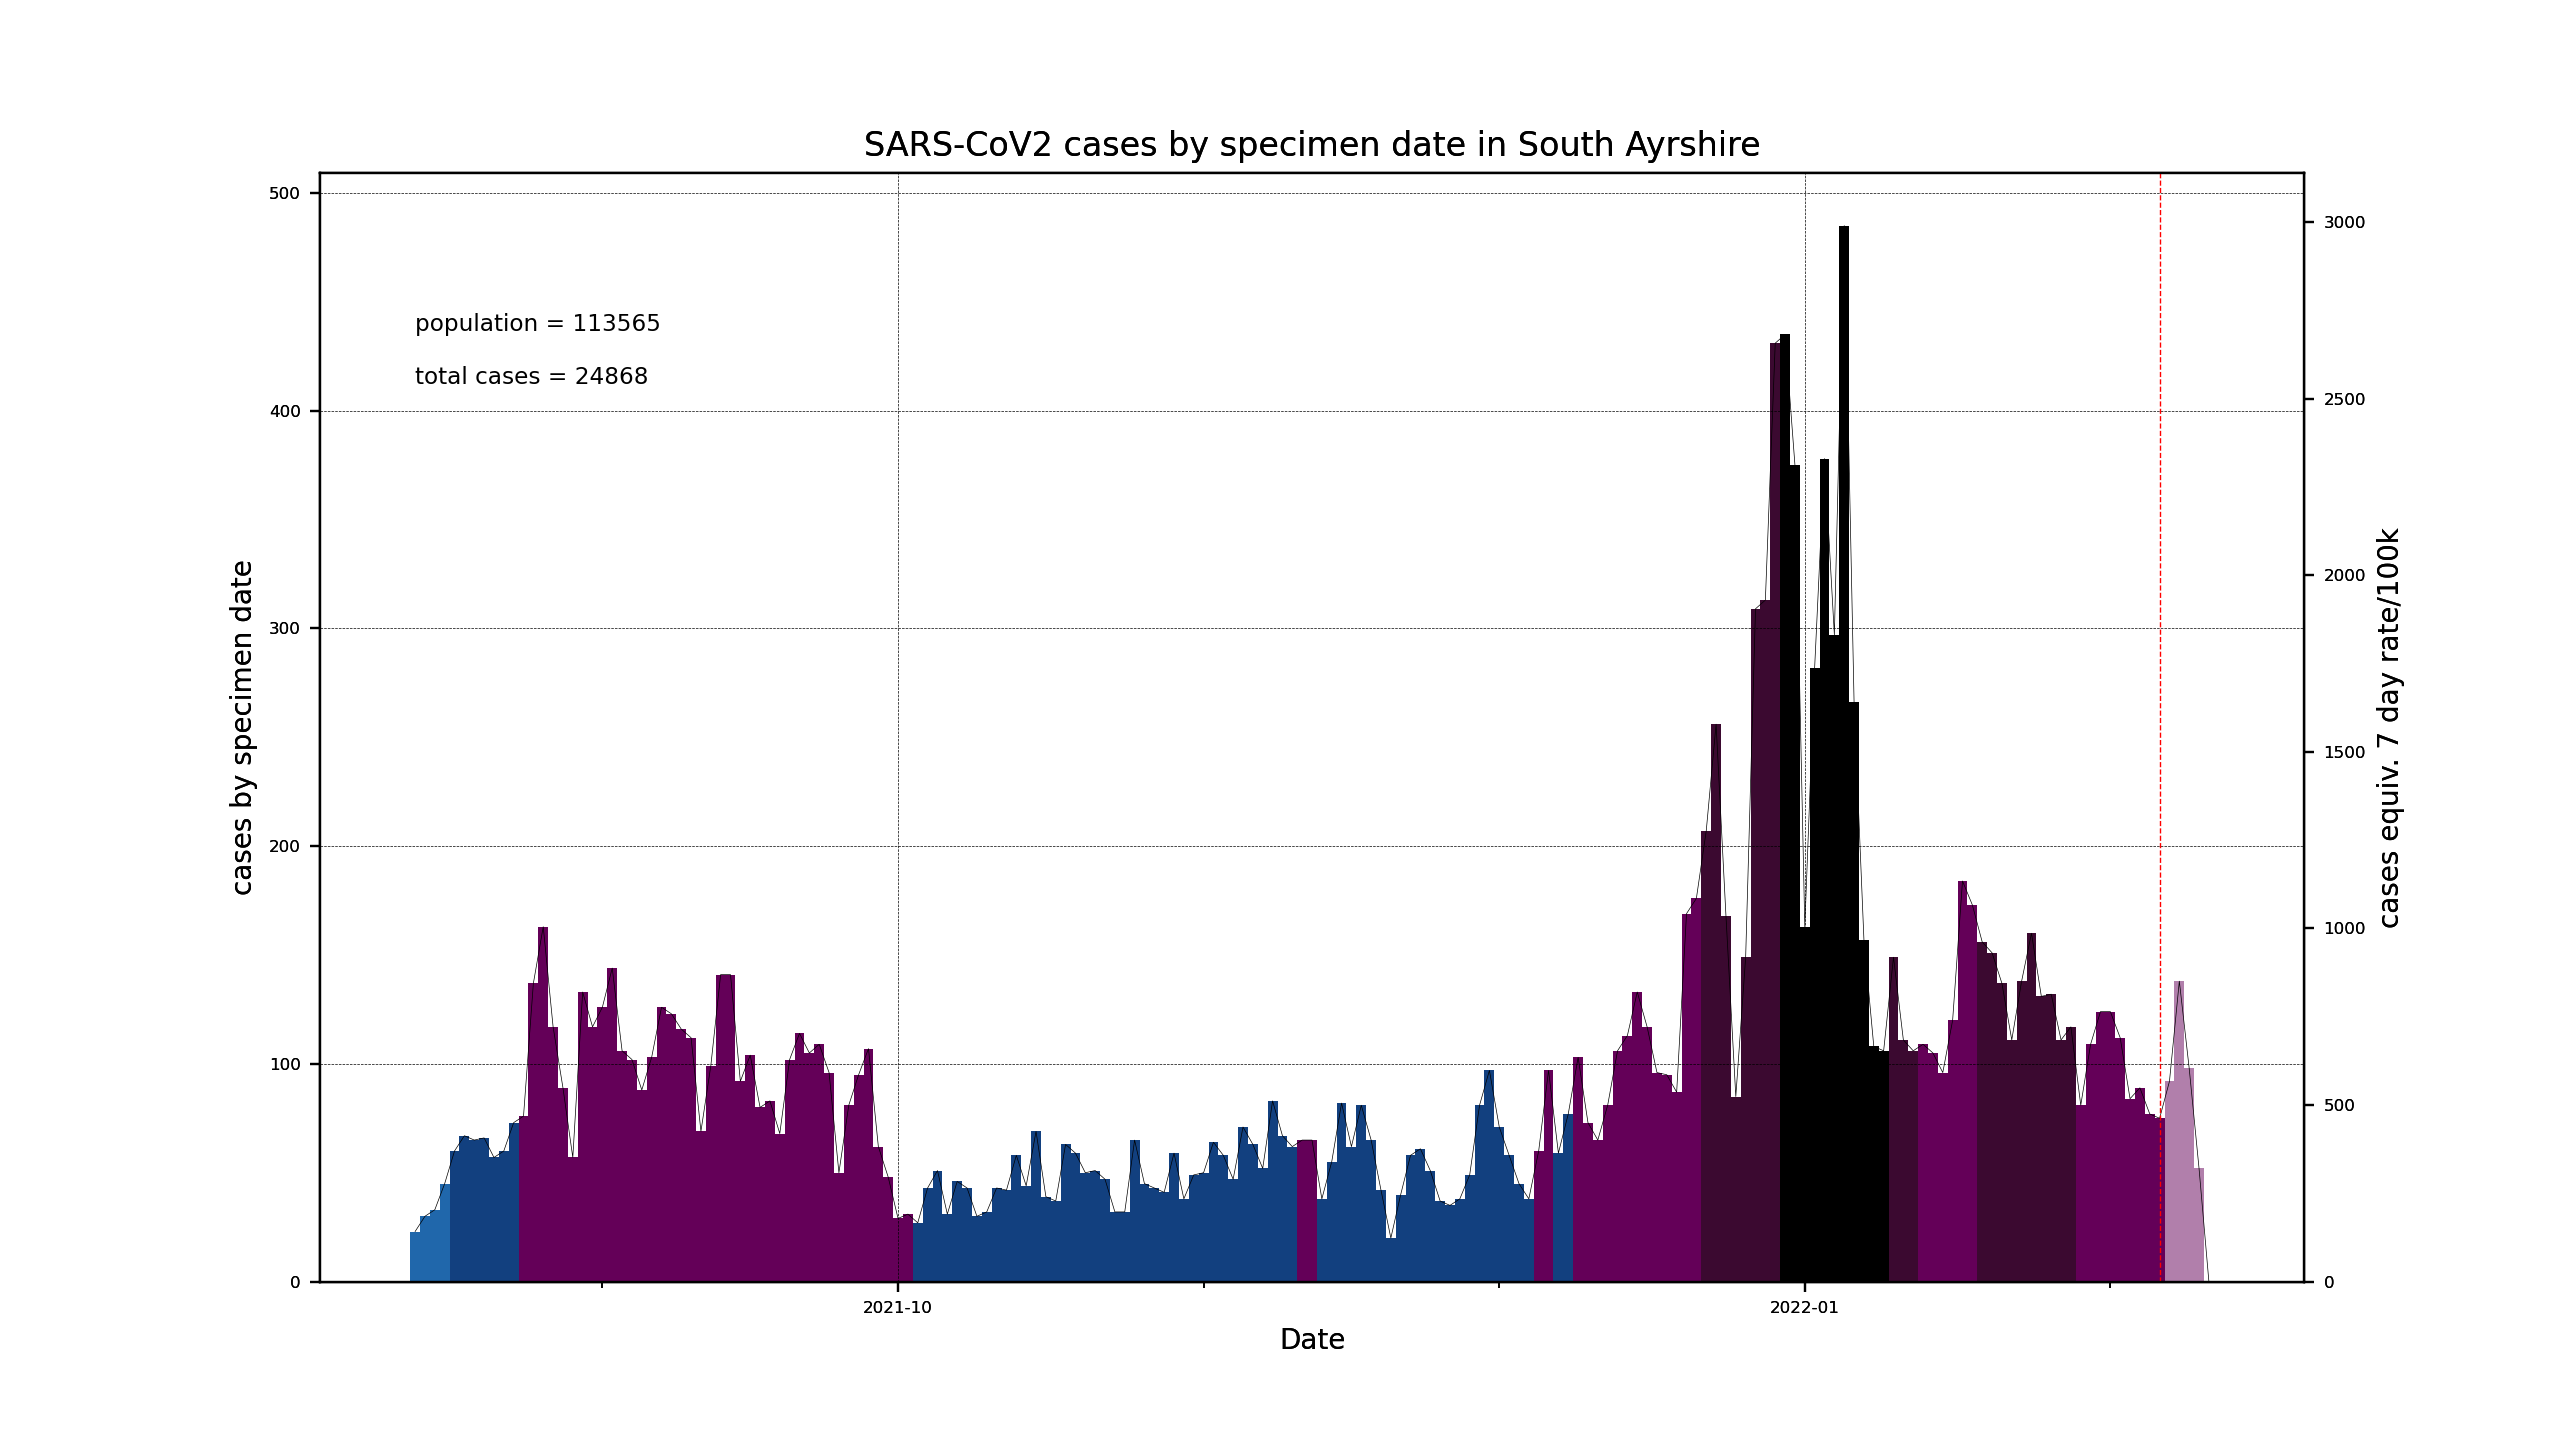 SARS-CoV2 cases by specimen date in South Ayrshire
500
400
300
200
100
0
cases by specimen date
population = 113565
total cases = 24868
3000
2500
2000
1500
1000
500
0
cases equiv. 7 day rate/100k
2021-10
2022-01
Date